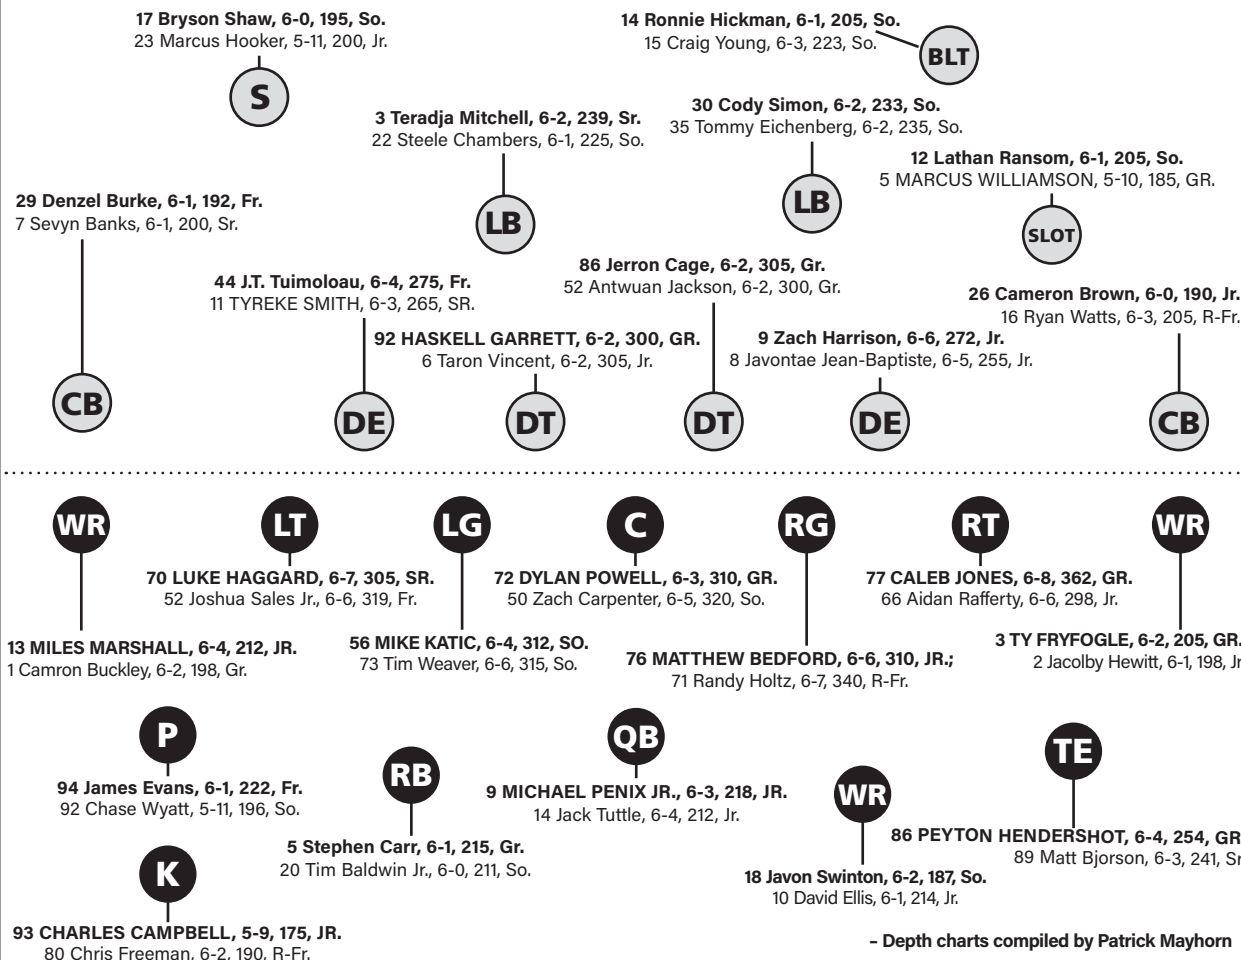 17 Bryson Shaw, 6-0, 195, So.
23 Marcus Hooker, 5-11, 200, Jr.
S
14 Ronnie Hickman, 6-1, 205, So.
15 Craig Young, 6-3, 223, So.
BLT
3 Teradja Mitchell, 6-2, 239, Sr.
22 Steele Chambers, 6-1, 225, So.
LB
30 Cody Simon, 6-2, 233, So.
35 Tommy Eichenberg, 6-2, 235, So.
LB
12 Lathan Ransom, 6-1, 205, So.
5 MARCUS WILLIAMSON, 5-10, 185, GR.
SLOT
29 Denzel Burke, 6-1, 192, Fr.
7 Sevyn Banks, 6-1, 200, Sr.
CB
44 J.T. Tuimoloau, 6-4, 275, Fr.
11 TYREKE SMITH, 6-3, 265, SR.
DE
92 HASKELL GARRETT, 6-2, 300, GR.
6 Taron Vincent, 6-2, 305, Jr.
DT
86 Jerron Cage, 6-2, 305, Gr.
52 Antwuan Jackson, 6-2, 300, Gr.
DT
9 Zach Harrison, 6-6, 272, Jr.
8 Javontae Jean-Baptiste, 6-5, 255, Jr.
DE
26 Cameron Brown, 6-0, 190, Jr.
16 Ryan Watts, 6-3, 205, R-Fr.
CB
WR
13 MILES MARSHALL, 6-4, 212, JR.
1 Camron Buckley, 6-2, 198, Gr.
LT
70 LUKE HAGGARD, 6-7, 305, SR.
52 Joshua Sales Jr., 6-6, 319, Fr.
LG
56 MIKE KATIC, 6-4, 312, SO.
73 Tim Weaver, 6-6, 315, So.
C
72 DYLAN POWELL, 6-3, 310, GR.
50 Zach Carpenter, 6-5, 320, So.
RG
76 MATTHEW BEDFORD, 6-6, 310, JR.;
71 Randy Holtz, 6-7, 340, R-Fr.
RT
77 CALEB JONES, 6-8, 362, GR.
66 Aidan Rafferty, 6-6, 298, Jr.
WR
3 TY FRYFOGLE, 6-2, 205, GR.
2 Jacolby Hewitt, 6-1, 198, Jr
P
94 James Evans, 6-1, 222, Fr.
92 Chase Wyatt, 5-11, 196, So.
RB
5 Stephen Carr, 6-1, 215, Gr.
20 Tim Baldwin Jr., 6-0, 211, So.
QB
9 MICHAEL PENIX JR., 6-3, 218, JR.
14 Jack Tuttle, 6-4, 212, Jr.
WR
18 Javon Swinton, 6-2, 187, So.
10 David Ellis, 6-1, 214, Jr.
TE
86 PEYTON HENDERSHOT, 6-4, 254, GR
89 Matt Bjorson, 6-3, 241, Sr
K
93 CHARLES CAMPBELL, 5-9, 175, JR.
80 Chris Freeman, 6-2, 190, R-Fr.
– Depth charts compiled by Patrick Mayhorn